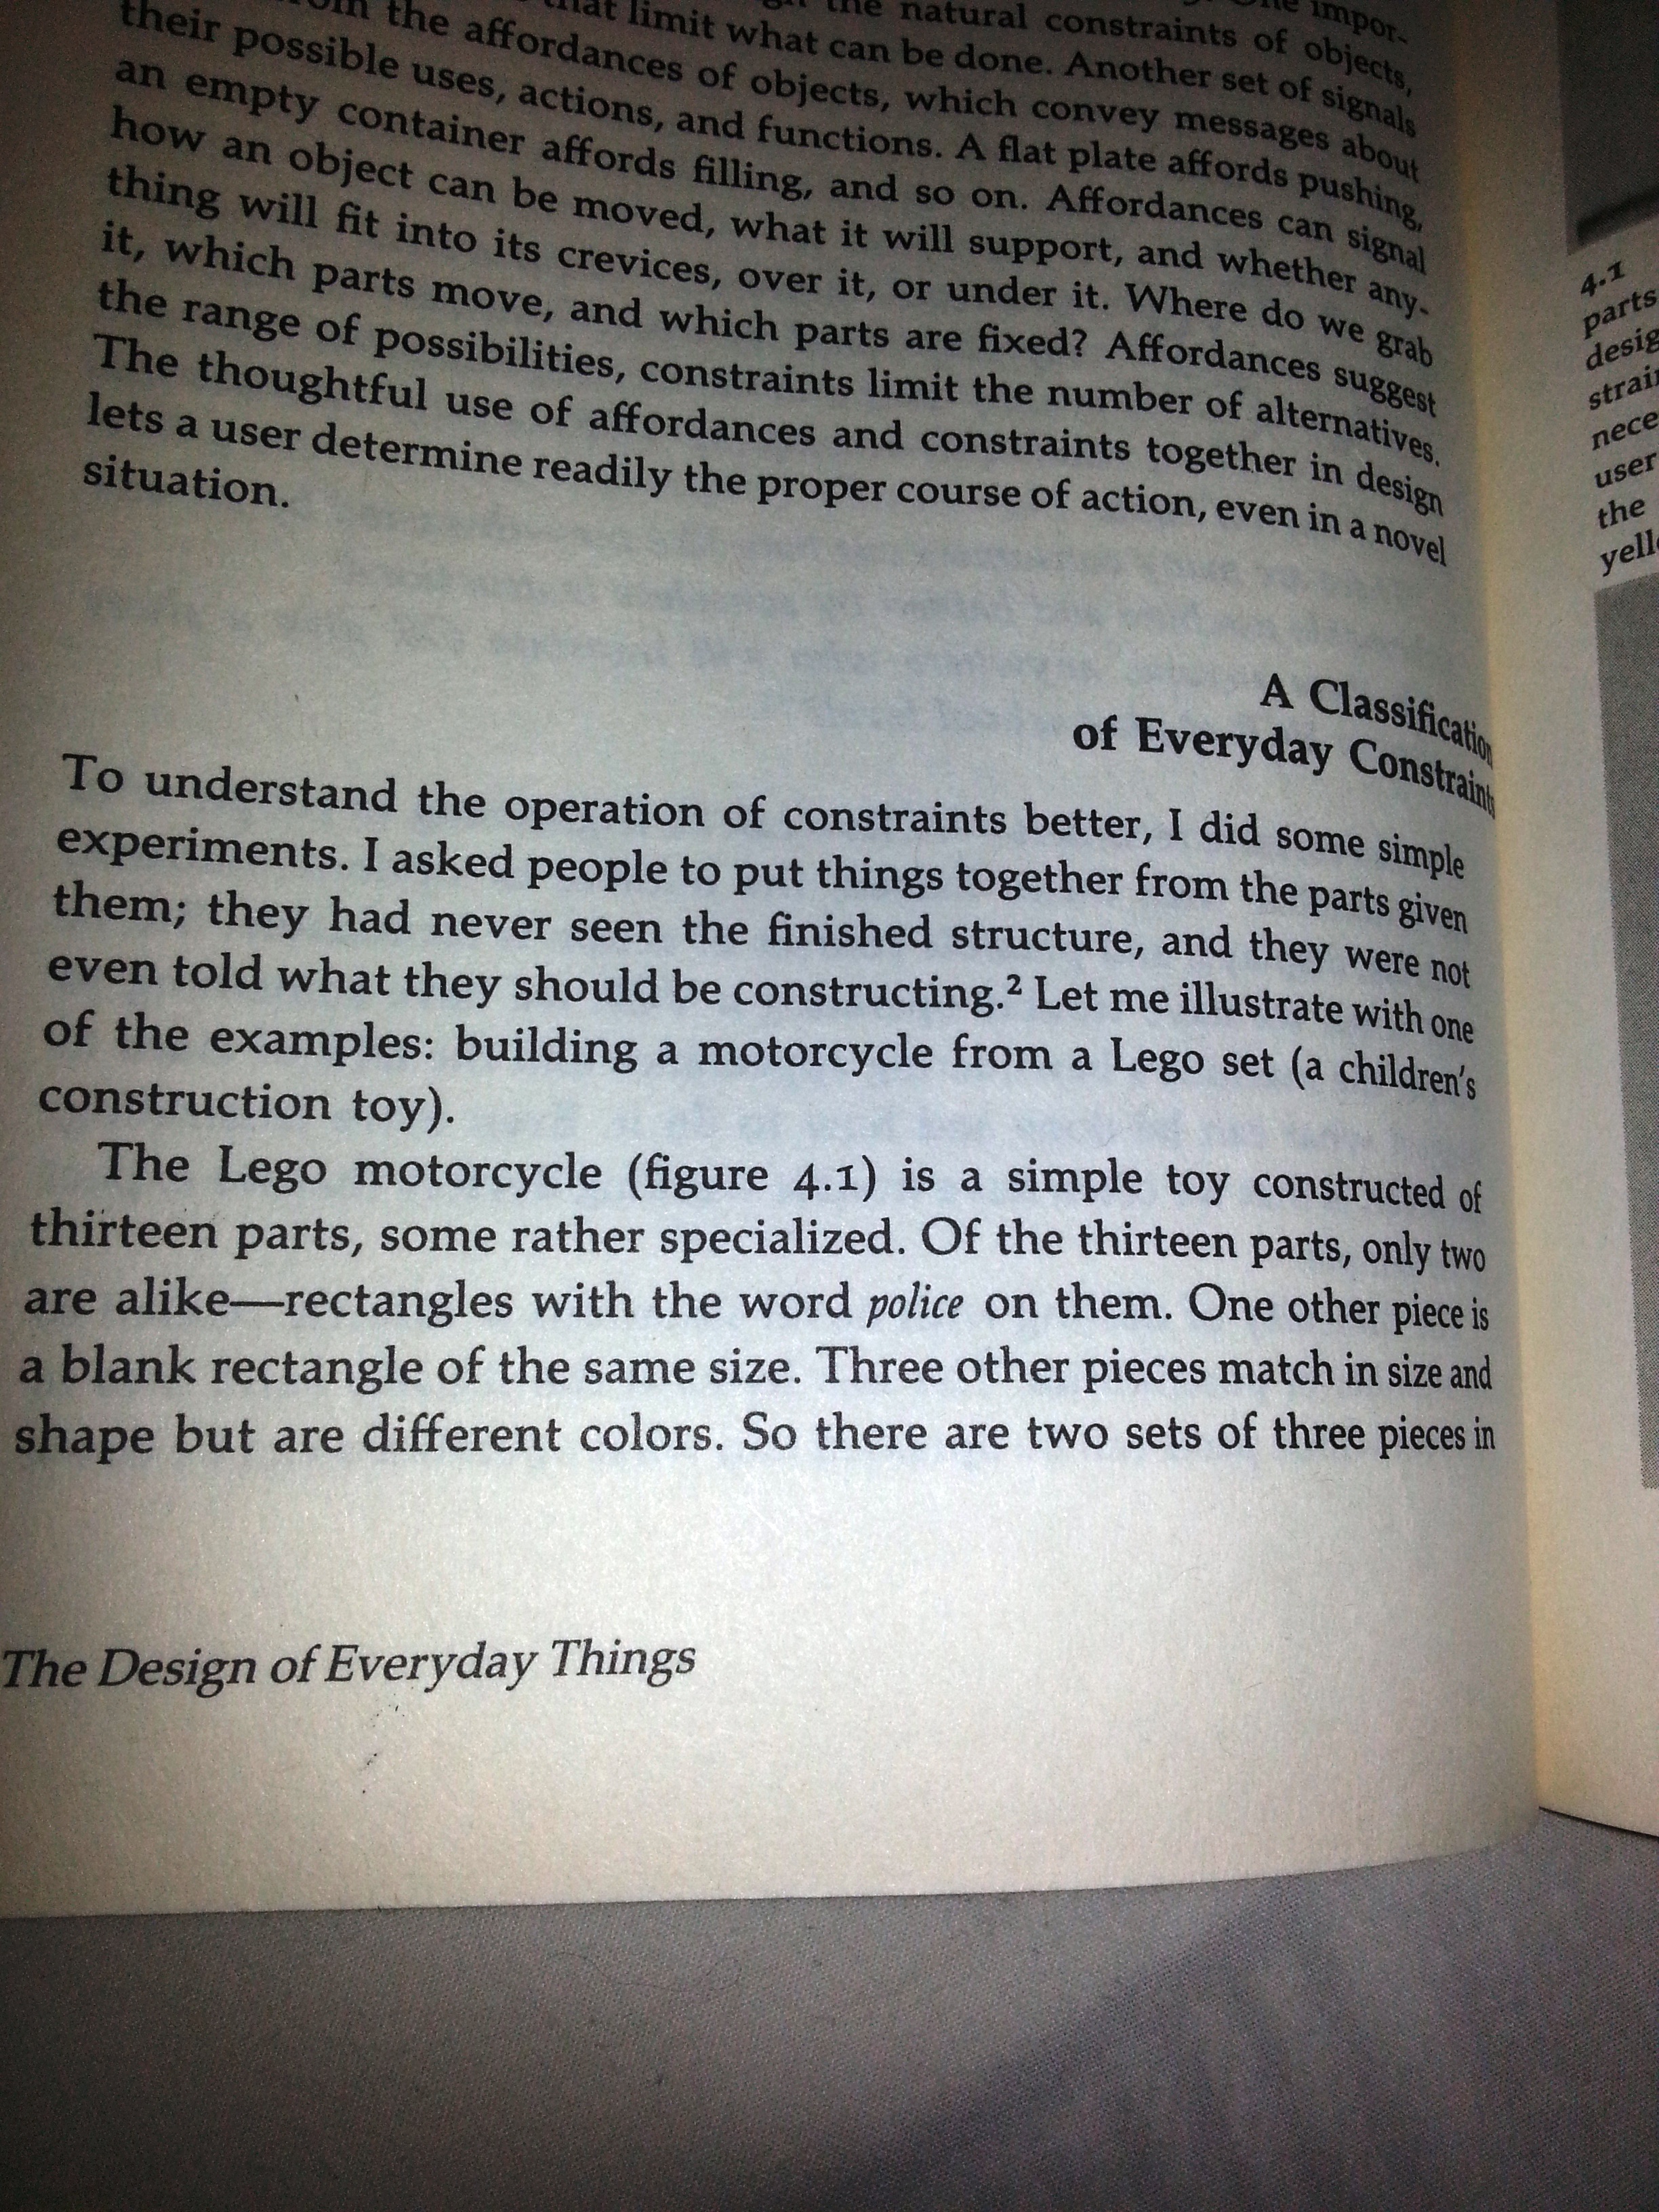 the natural constraints of objects,
that limit what can be done. Another set of signals
the affordances of objects, which convey messages about
their possible uses, actions, and functions. A flat plate affords pushing,
an empty container affords filling, and so on. Affordances can signal
how an object can be moved, what it will support, and whether any-
thing will fit into its crevices, over it, or under it. Where do we grab
it, which parts move, and which parts are fixed? Affordances suggest
the range of possibilities, constraints limit the number of alternatives.
The thoughtful use of affordances and constraints together in design
lets a user determine readily the proper course of action, even in a novel
situation.
A Classification
of Everyday Constraints
To understand the operation of constraints better, I did some simple
experiments. I asked people to put things together from the parts given
them; they had never seen the finished structure, and they were not
even told what they should be constructing.² Let me illustrate with one
of the examples: building a motorcycle from a Lego set (a children's
construction toy).
The Lego motorcycle (figure 4.1) is a simple toy constructed of
thirteen parts, some rather specialized. Of the thirteen parts, only two
are alike—rectangles with the word police on them. One other piece is
a blank rectangle of the same size. Three other pieces match in size and
shape but are different colors. So there are two sets of three pieces in
The Design of Everyday Things
4.1
parts
desig
strai
nece
user
the
yell